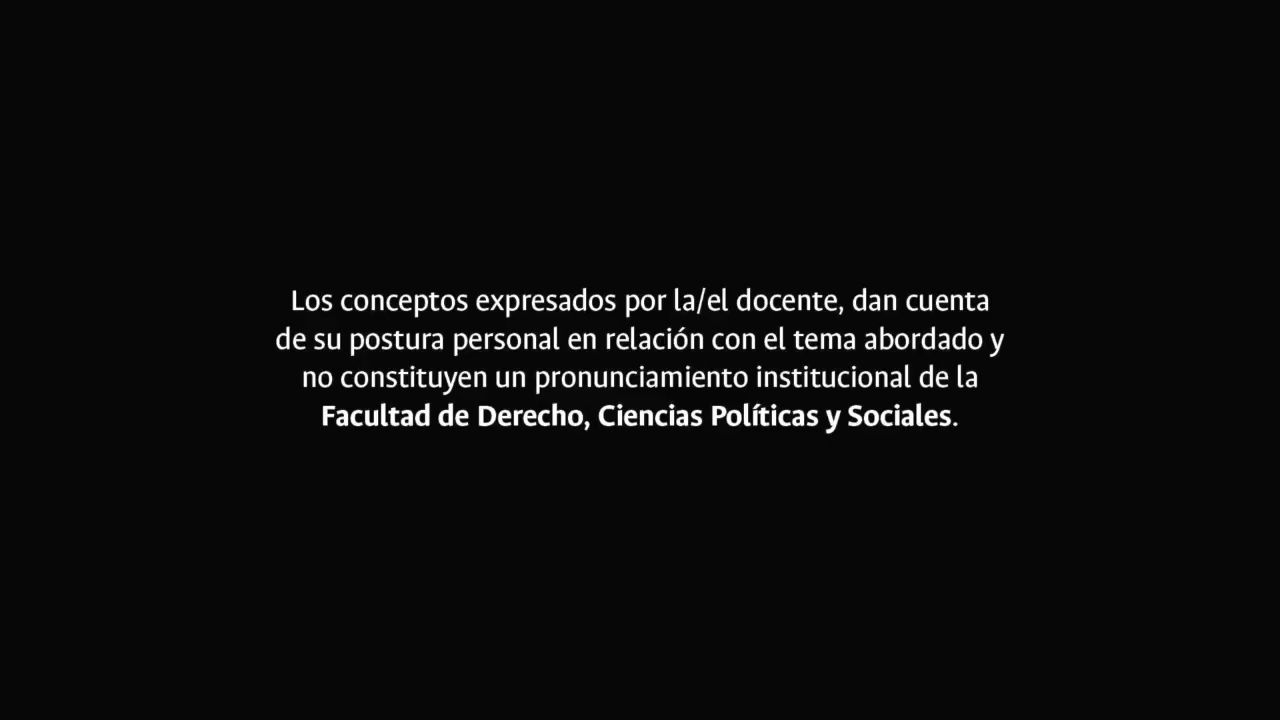 Los conceptos expresados por la/el docente, dan cuenta
de su postura personal en relación con el tema abordado y
no constituyen un pronunciamiento institucional de la
Facultad de Derecho, Ciencias Políticas y Sociales.